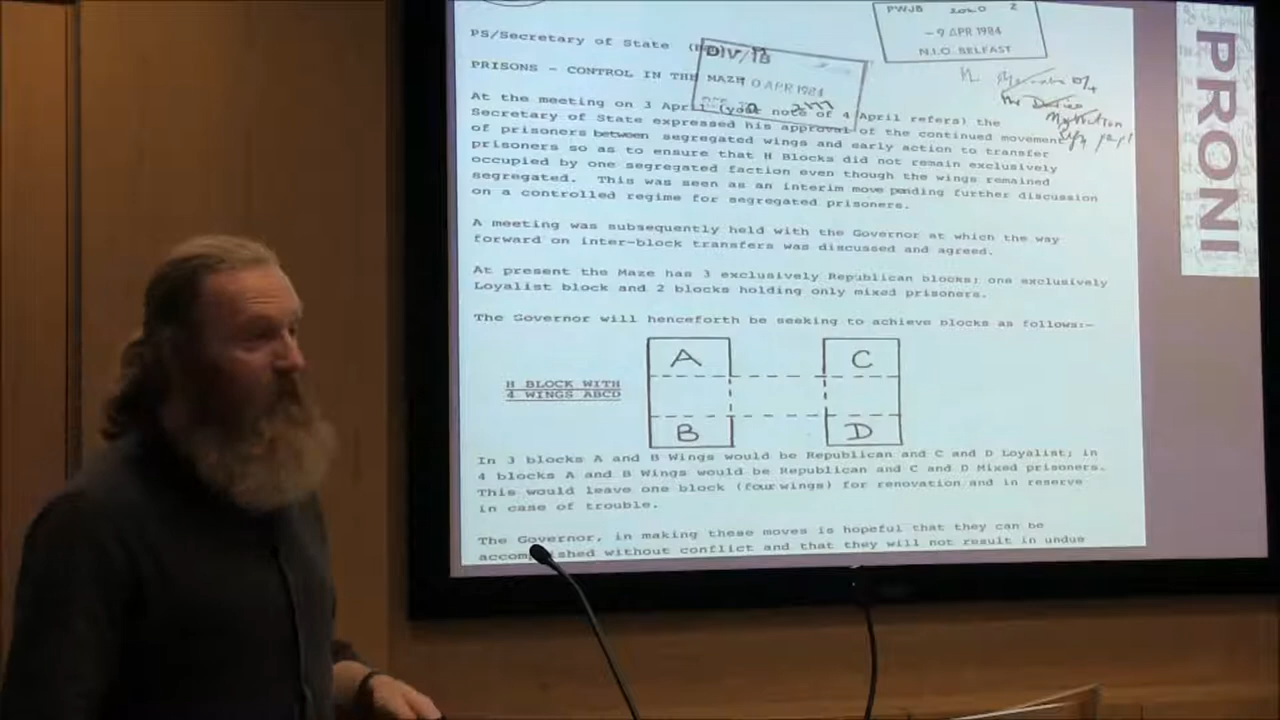 PWJB 2020 2
PS/Secretary of State
DIV/1B
- 9 APR 1984
N.I.O. BELFAST
PRISONS - CONTROL IN THE MAZE
0 APR 1984
At the meeting on 3 April (your note of 4 April refers) the
Secretary of State expressed his approval of the continued movement
of prisoners between segregated wings and early action to transfer
prisoners so as to ensure that H Blocks did not remain exclusively
occupied by one segregated faction even though the wings remained
segregated. This was seen as an interim move pending further discussion
on a controlled regime for segregated prisoners.
A meeting was subsequently held with the Governor at which the way
forward on inter-block transfers was discussed and agreed.
At present the Maze has 3 exclusively Republican blocks; one exclusively
Loyalist block and 2 blocks holding only mixed prisoners.
The Governor will henceforth be seeking to achieve blocks as follows:-
A C
H BLOCK WITH
4 WINGS ABCD
B D
In 3 blocks A and B Wings would be Republican and C and D Loyalist; in
4 blocks A and B Wings would be Republican and C and D Mixed prisoners.
This would leave one block (four wings) for renovation and in reserve
in case of trouble.
The Governor, in making these moves is hopeful that they can be
accomplished without conflict and that they will not result in undue
PRONI